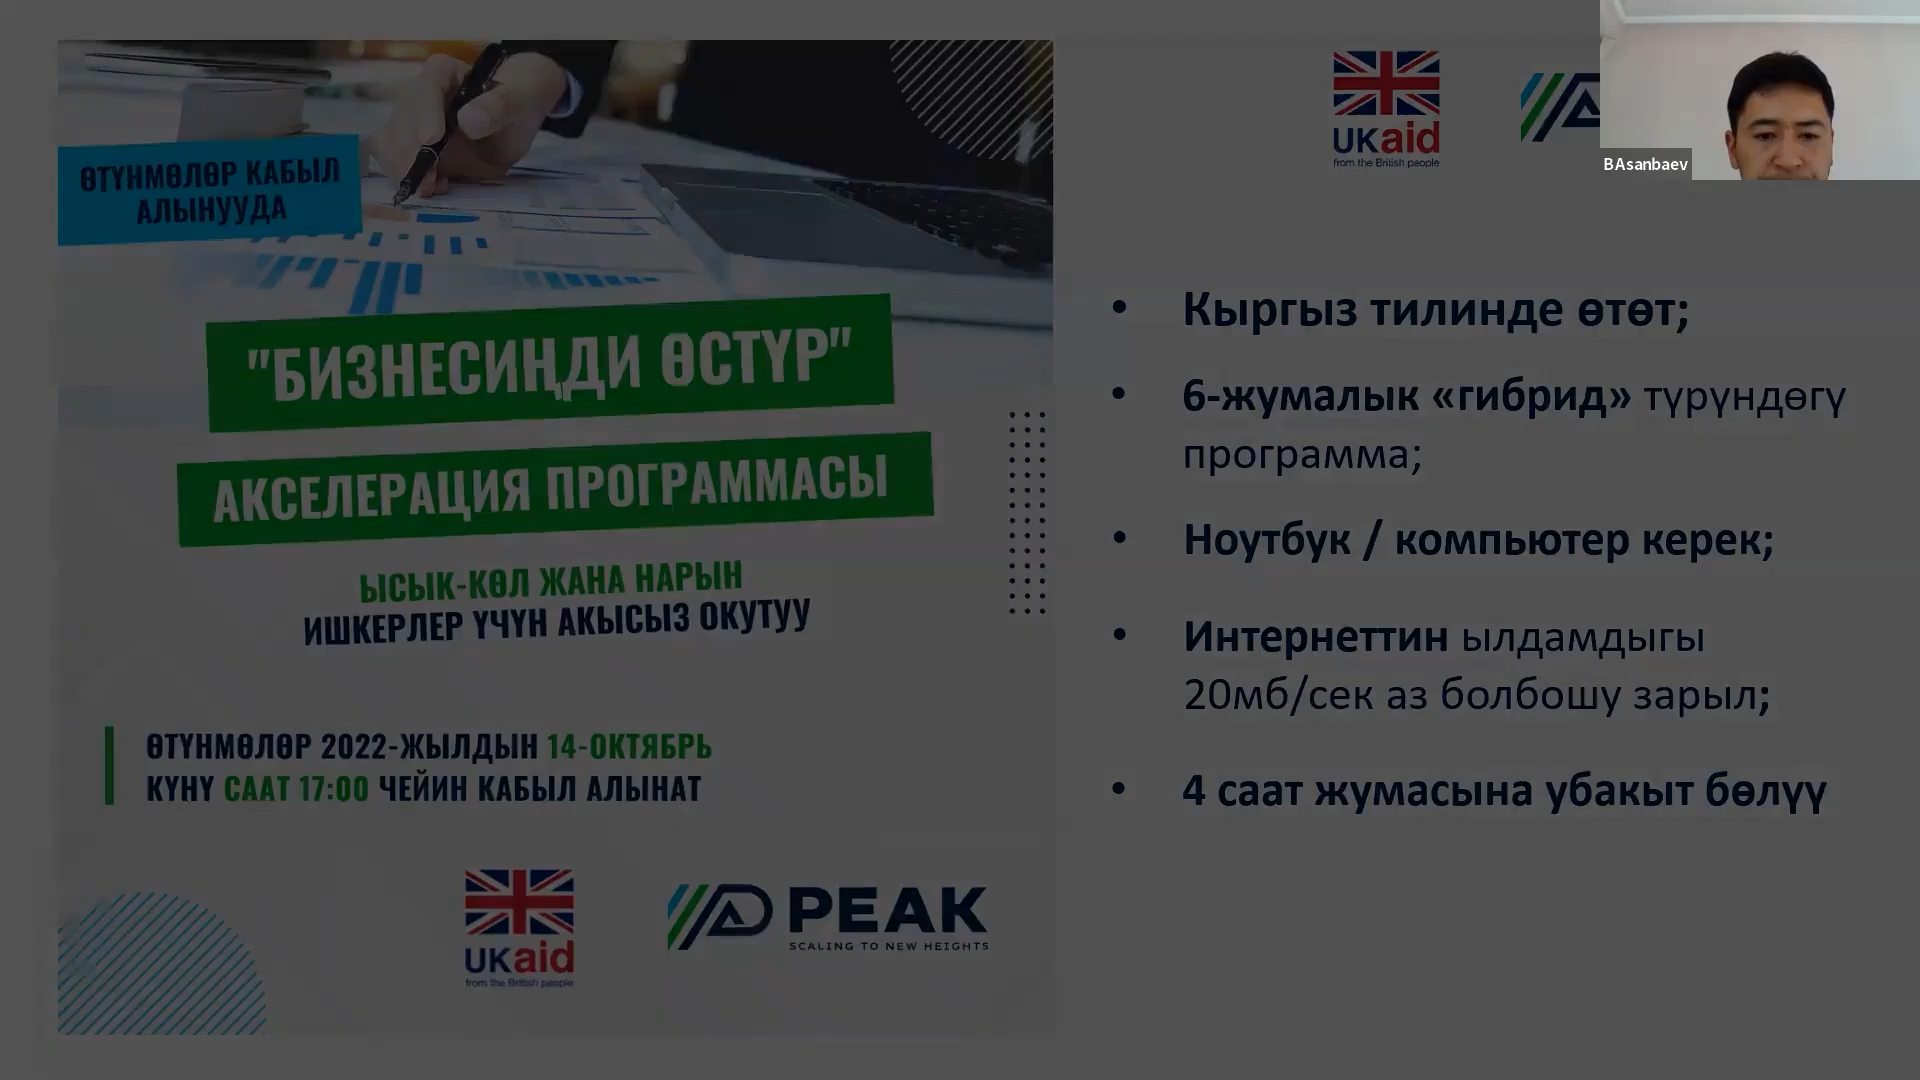 ӨТҮНМӨЛӨР КАБЫЛ
АЛЫНУУДА
"БИЗНЕСИҢДИ ӨСТҮР"
АКСЕЛЕРАЦИЯ ПРОГРАММАСЫ
ЫСЫК-КӨЛ ЖАНА НАРЫН
ИШКЕРЛЕР ҮЧҮН АКЫСЫЗ ОКУТУУ
ӨТҮНМӨЛӨР 2022-ЖЫЛДЫН 14-ОКТЯБРЬ
КҮНҮ СААТ 17:00 ЧЕЙИН КАБЫЛ АЛЫНАТ
UKaid
from the British people
PEAK
SCALING TO NEW HEIGHTS
UKaid
from the British people
BAsanbaev
• Кыргыз тилинде өтөт;
• 6-жумалык «гибрид» түрүндөгү
программа;
• Ноутбук / компьютер керек;
• Интернеттин ылдамдыгы
20мб/сек аз болбошу зарыл;
• 4 саат жумасына убакыт бөлүү